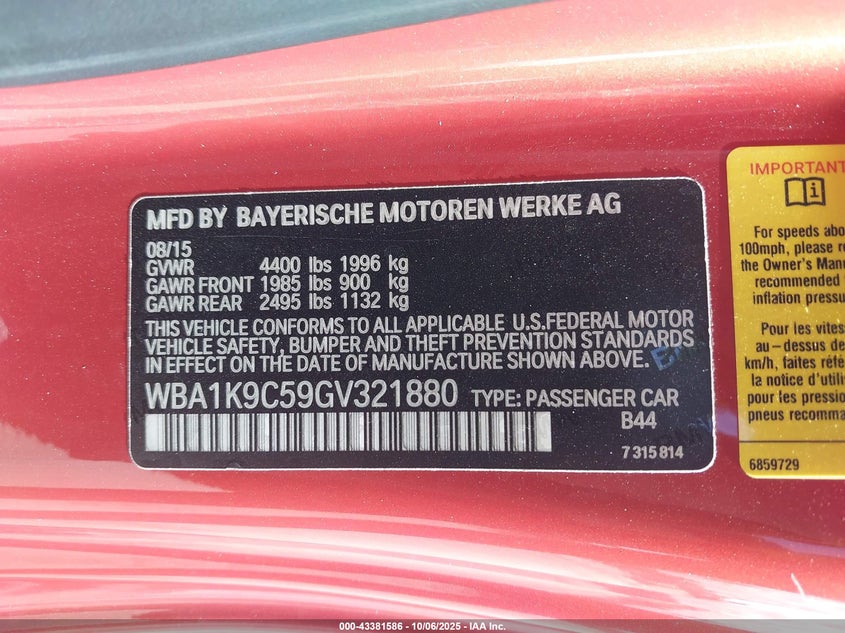 MFD BY BAYERISCHE MOTOREN WERKE AG
08/15
GVWR 4400 lbs 1996 kg
GAWR FRONT 1985 lbs 900 kg
GAWR REAR 2495 lbs 1132 kg
THIS VEHICLE CONFORMS TO ALL APPLICABLE U.S.FEDERAL MOTOR
VEHICLE SAFETY, BUMPER AND THEFT PREVENTION STANDARDS
IN EFFECT ON THE DATE OF MANUFACTURE SHOWN ABOVE.
WBA1K9C59GV321880 TYPE: PASSENGER CAR
B44
7 315 814
IMPORTANT
For speeds abo
100mph, please re
the Owner's Manu
recommended
inflation pressu
Pour les vites
au-dessus de
km/h, faites référe
la notice d'utilis
pour les pression
pneus recomma
6859729
000-43381586 - 10/06/2025 - IAA Inc.